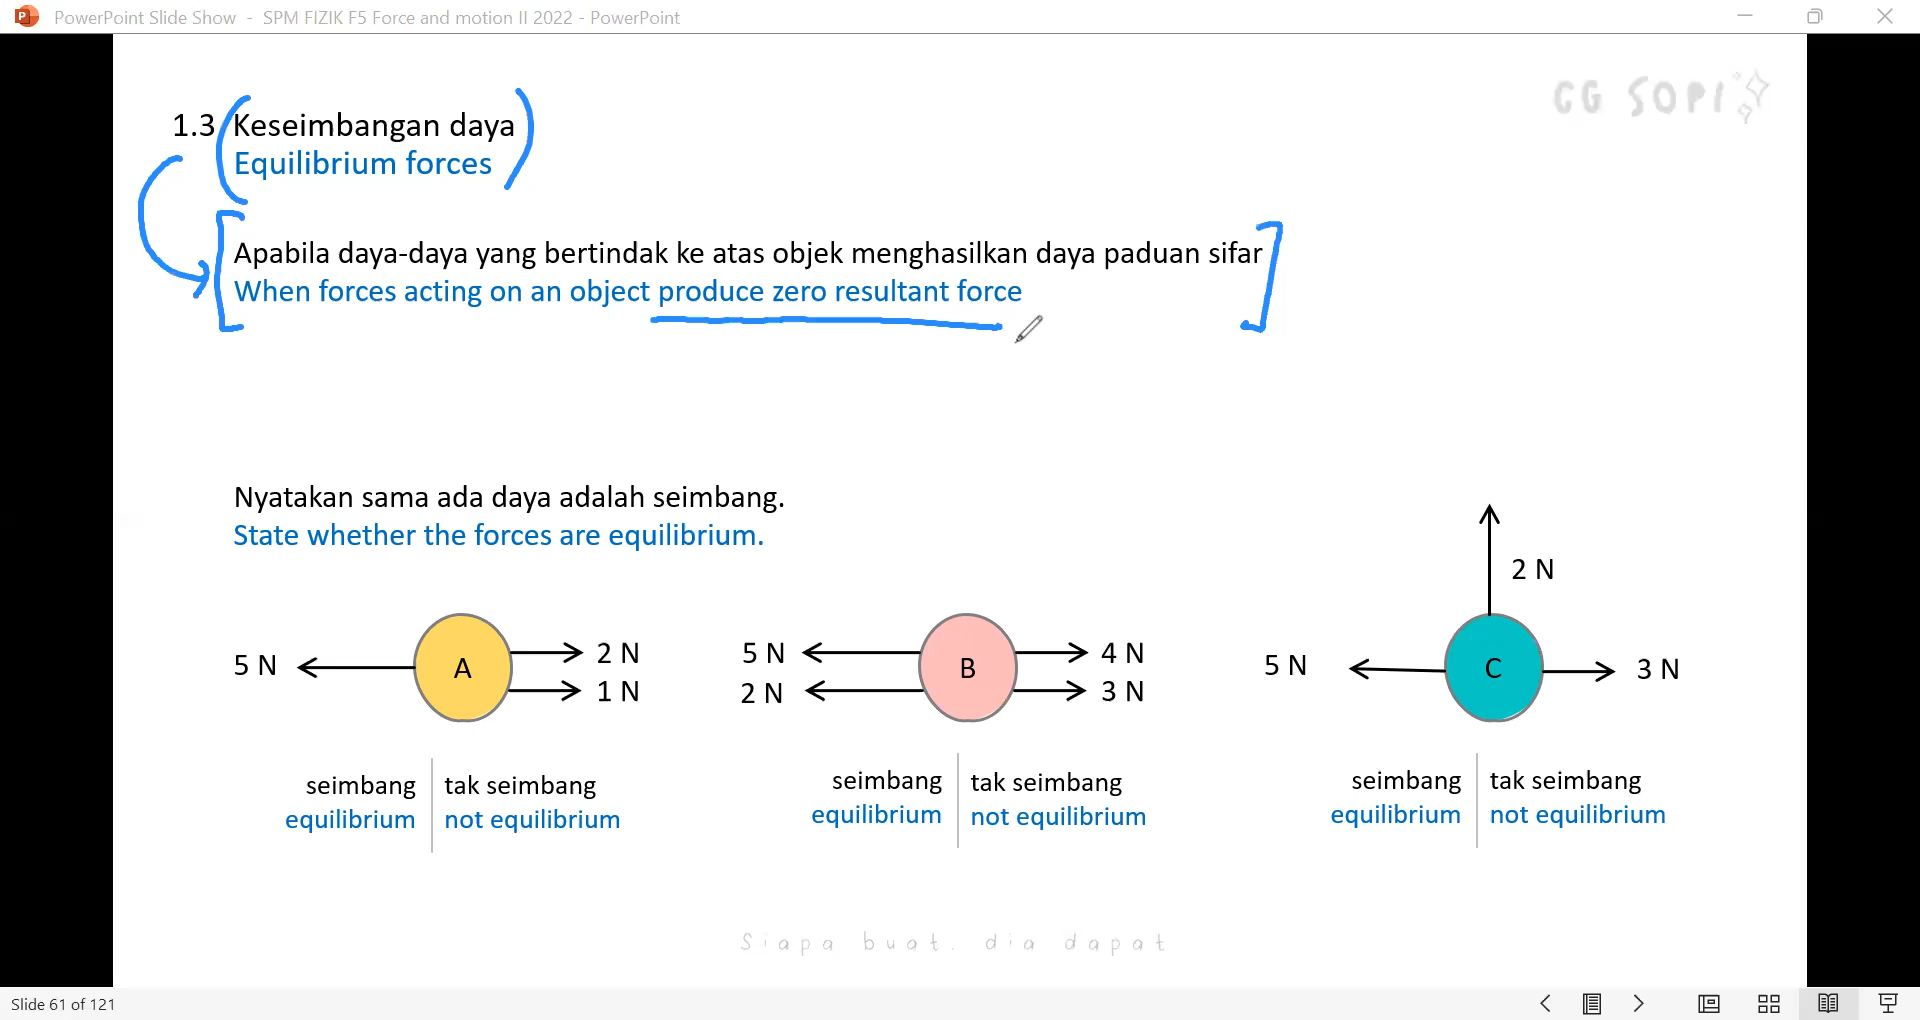 PowerPoint Slide Show - SPM FIZIK F5 Force and motion II 2022 - PowerPoint
CG SOPI
1.3 Keseimbangan daya
Equilibrium forces
Apabila daya-daya yang bertindak ke atas objek menghasilkan daya paduan sifar
When forces acting on an object produce zero resultant force
Nyatakan sama ada daya adalah seimbang.
State whether the forces are equilibrium.
5 N A 2 N
1 N
seimbang tak seimbang
equilibrium not equilibrium
5 N B 4 N
2 N 3 N
seimbang tak seimbang
equilibrium not equilibrium
2 N
5 N C 3 N
seimbang tak seimbang
equilibrium not equilibrium
Siapa buat. dia dapat
Slide 61 of 121